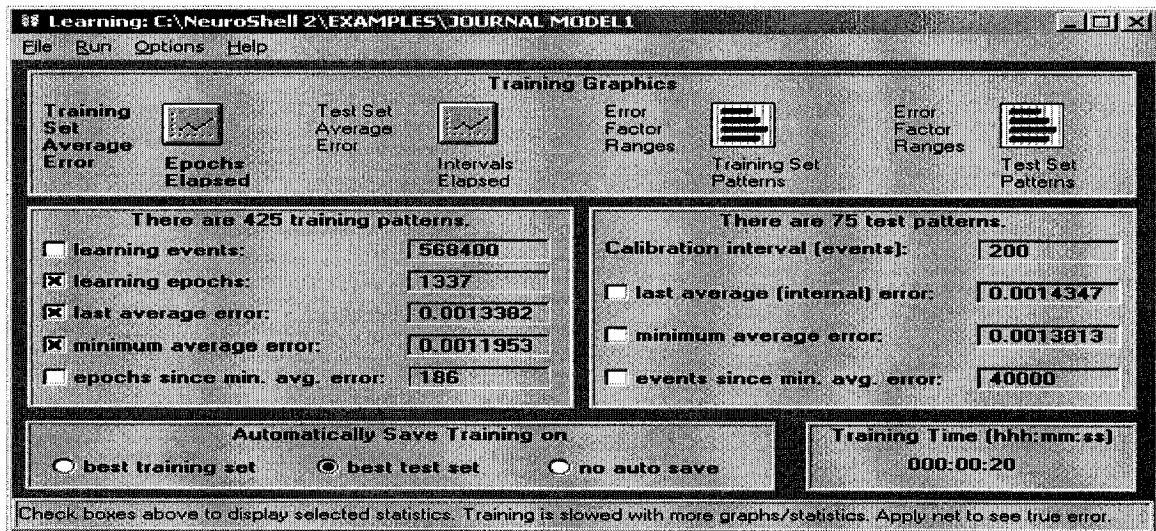 Learning: C:\NeuroShell 2\EXAMPLES\JOURNAL MODEL1
File Run Options Help
Training Graphics
Training Set Average Error
Epochs Elapsed
Test Set Average Error
Intervals Elapsed
Error Factor Ranges
Training Set Patterns
Error Factor Ranges
Test Set Patterns
There are 425 training patterns.
learning events: 568400
learning epochs: 1337
last average error: 0.0013382
minimum average error: 0.0011953
epochs since min. avg. error: 186
There are 75 test patterns.
Calibration interval (events): 200
last average (internal) error: 0.0014347
minimum average error: 0.0013813
events since min. avg. error: 40000
Automatically Save Training on
best training set best test set no auto save
Training Time (hhh:mm:ss)
000:00:20
Check boxes above to display selected statistics. Training is slowed with more graphs/statistics. Apply net to see true error.